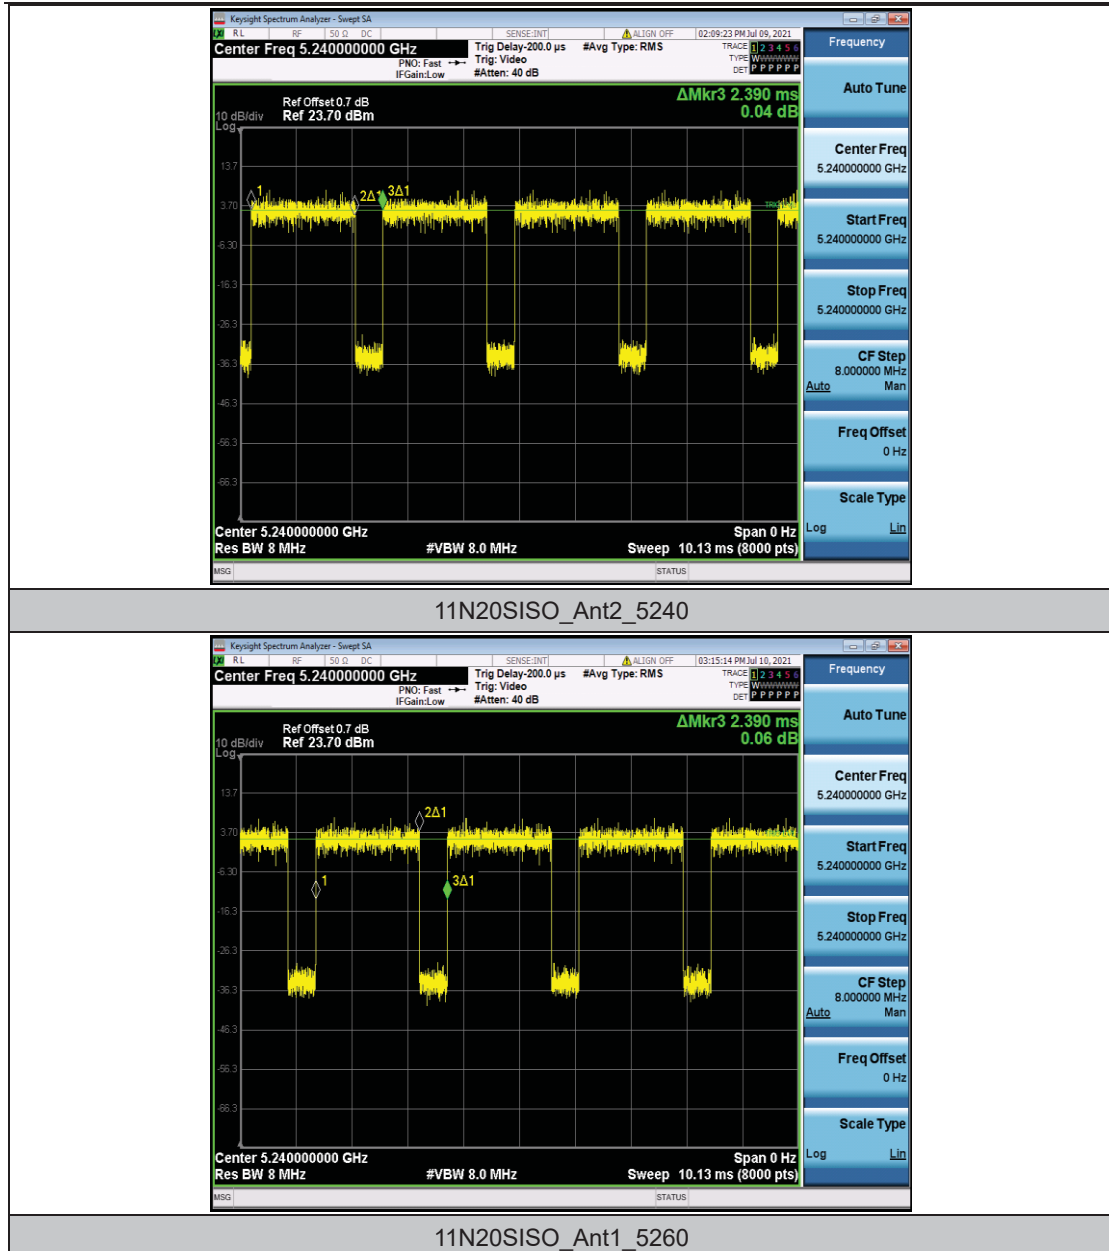 Keysight Spectrum Analyzer - Swept SA
LXI RL RF 50 Ω DC SENSE:INT ALIGN OFF 02:09:23 PM Jul 09, 2021
Center Freq 5.240000000 GHz
PNO: Fast
IFGain:Low
Trig Delay-200.0 µs
Trig: Video
#Atten: 40 dB
#Avg Type: RMS
TRACE 1 2 3 4 5 6
TYPE W
DET P P P P P P
Frequency
ΔMkr3 2.390 ms
0.04 dB
Ref Offset 0.7 dB
10 dB/div Ref 23.70 dBm
Log
13.7
3.70
-6.30
-16.3
-26.3
-36.3
-46.3
-56.3
-66.3
1
2Δ1
3Δ1
Center 5.240000000 GHz Span 0 Hz
Res BW 8 MHz #VBW 8.0 MHz Sweep 10.13 ms (8000 pts)
MSG STATUS
Auto Tune
Center Freq
5.240000000 GHz
Start Freq
5.240000000 GHz
Stop Freq
5.240000000 GHz
CF Step
8.000000 MHz
Auto Man
Freq Offset
0 Hz
Scale Type
Log Lin
11N20SISO_Ant2_5240
Keysight Spectrum Analyzer - Swept SA
LXI RL RF 50 Ω DC SENSE:INT ALIGN OFF 03:15:14 PM Jul 10, 2021
Center Freq 5.240000000 GHz
PNO: Fast
IFGain:Low
Trig Delay-200.0 µs
Trig: Video
#Atten: 40 dB
#Avg Type: RMS
TRACE 1 2 3 4 5 6
TYPE W
DET P P P P P P
Frequency
ΔMkr3 2.390 ms
0.06 dB
Ref Offset 0.7 dB
10 dB/div Ref 23.70 dBm
Log
13.7
3.70
-6.30
-16.3
-26.3
-36.3
-46.3
-56.3
-66.3
1
2Δ1
3Δ1
Center 5.240000000 GHz Span 0 Hz
Res BW 8 MHz #VBW 8.0 MHz Sweep 10.13 ms (8000 pts)
MSG STATUS
Auto Tune
Center Freq
5.240000000 GHz
Start Freq
5.240000000 GHz
Stop Freq
5.240000000 GHz
CF Step
8.000000 MHz
Auto Man
Freq Offset
0 Hz
Scale Type
Log Lin
11N20SISO_Ant1_5260